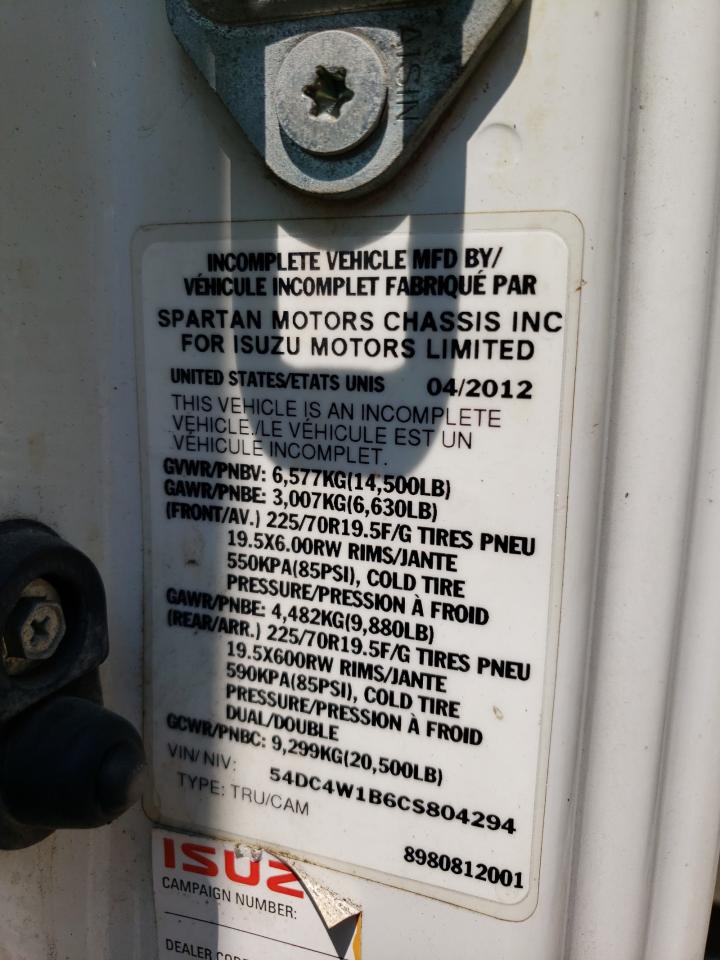 AISIN
INCOMPLETE VEHICLE MFD BY/
VÉHICULE INCOMPLET FABRIQUÉ PAR
SPARTAN MOTORS CHASSIS INC
FOR ISUZU MOTORS LIMITED
UNITED STATES/ETATS UNIS 04/2012
THIS VEHICLE IS AN INCOMPLETE
VEHICLE./LE VÉHICULE EST UN
VÉHICULE INCOMPLET.
GVWR/PNBV: 6,577KG(14,500LB)
GAWR/PNBE: 3,007KG(6,630LB)
(FRONT/AV.) 225/70R19.5F/G TIRES PNEU
19.5X6.00RW RIMS/JANTE
550KPA(85PSI), COLD TIRE
PRESSURE/PRESSION À FROID
GAWR/PNBE: 4,482KG(9,880LB)
(REAR/ARR.) 225/70R19.5F/G TIRES PNEU
19.5X600RW RIMS/JANTE
590KPA(85PSI), COLD TIRE
PRESSURE/PRESSION À FROID
DUAL/DOUBLE
GCWR/PNBC: 9,299KG(20,500LB)
VIN/NIV: 54DC4W1B6CS804294
TYPE: TRU/CAM
8980812001
ISUZ
CAMPAIGN NUMBER:
DEALER COD